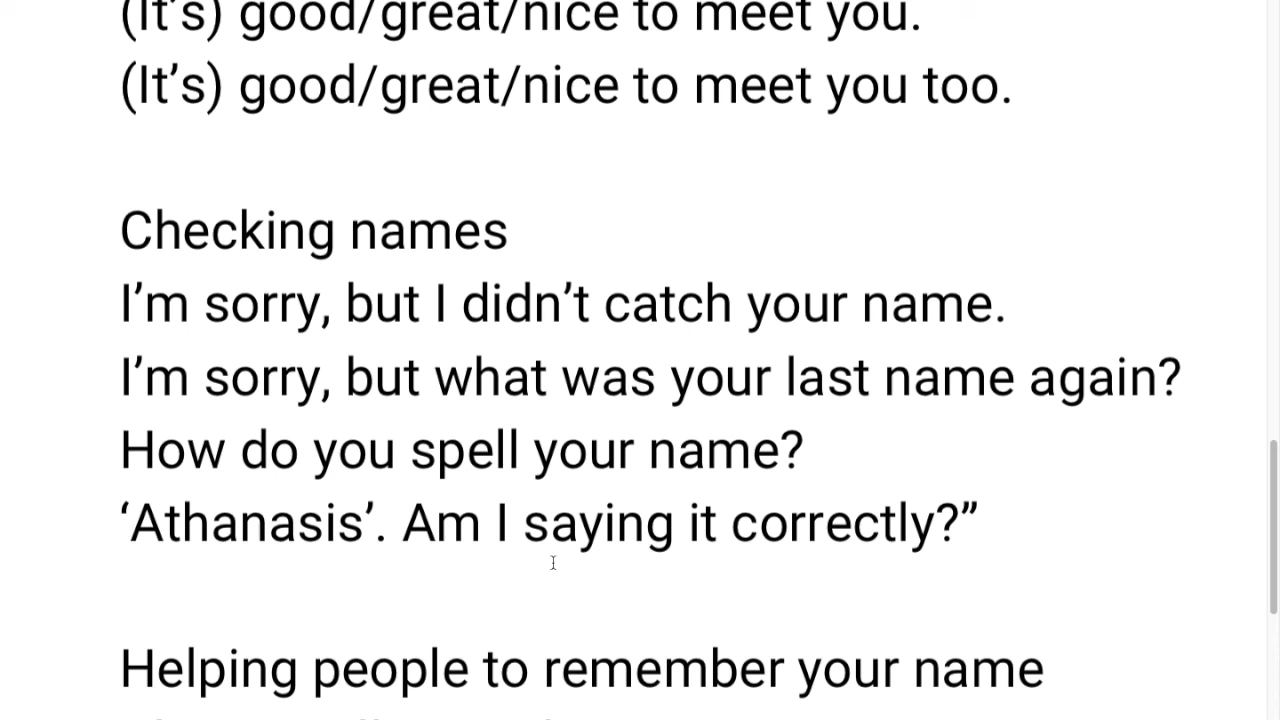 (It’s) good/great/nice to meet you.
(It’s) good/great/nice to meet you too.
Checking names
I’m sorry, but I didn’t catch your name.
I’m sorry, but what was your last name again?
How do you spell your name?
‘Athanasis’. Am I saying it correctly?”
Helping people to remember your name